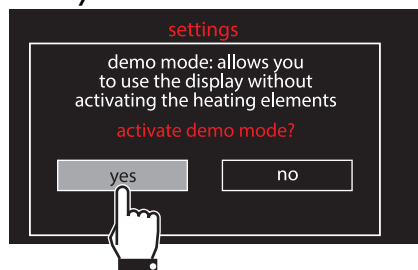 settings
demo mode: allows you
to use the display without
activating the heating elements
activate demo mode?
yes
no